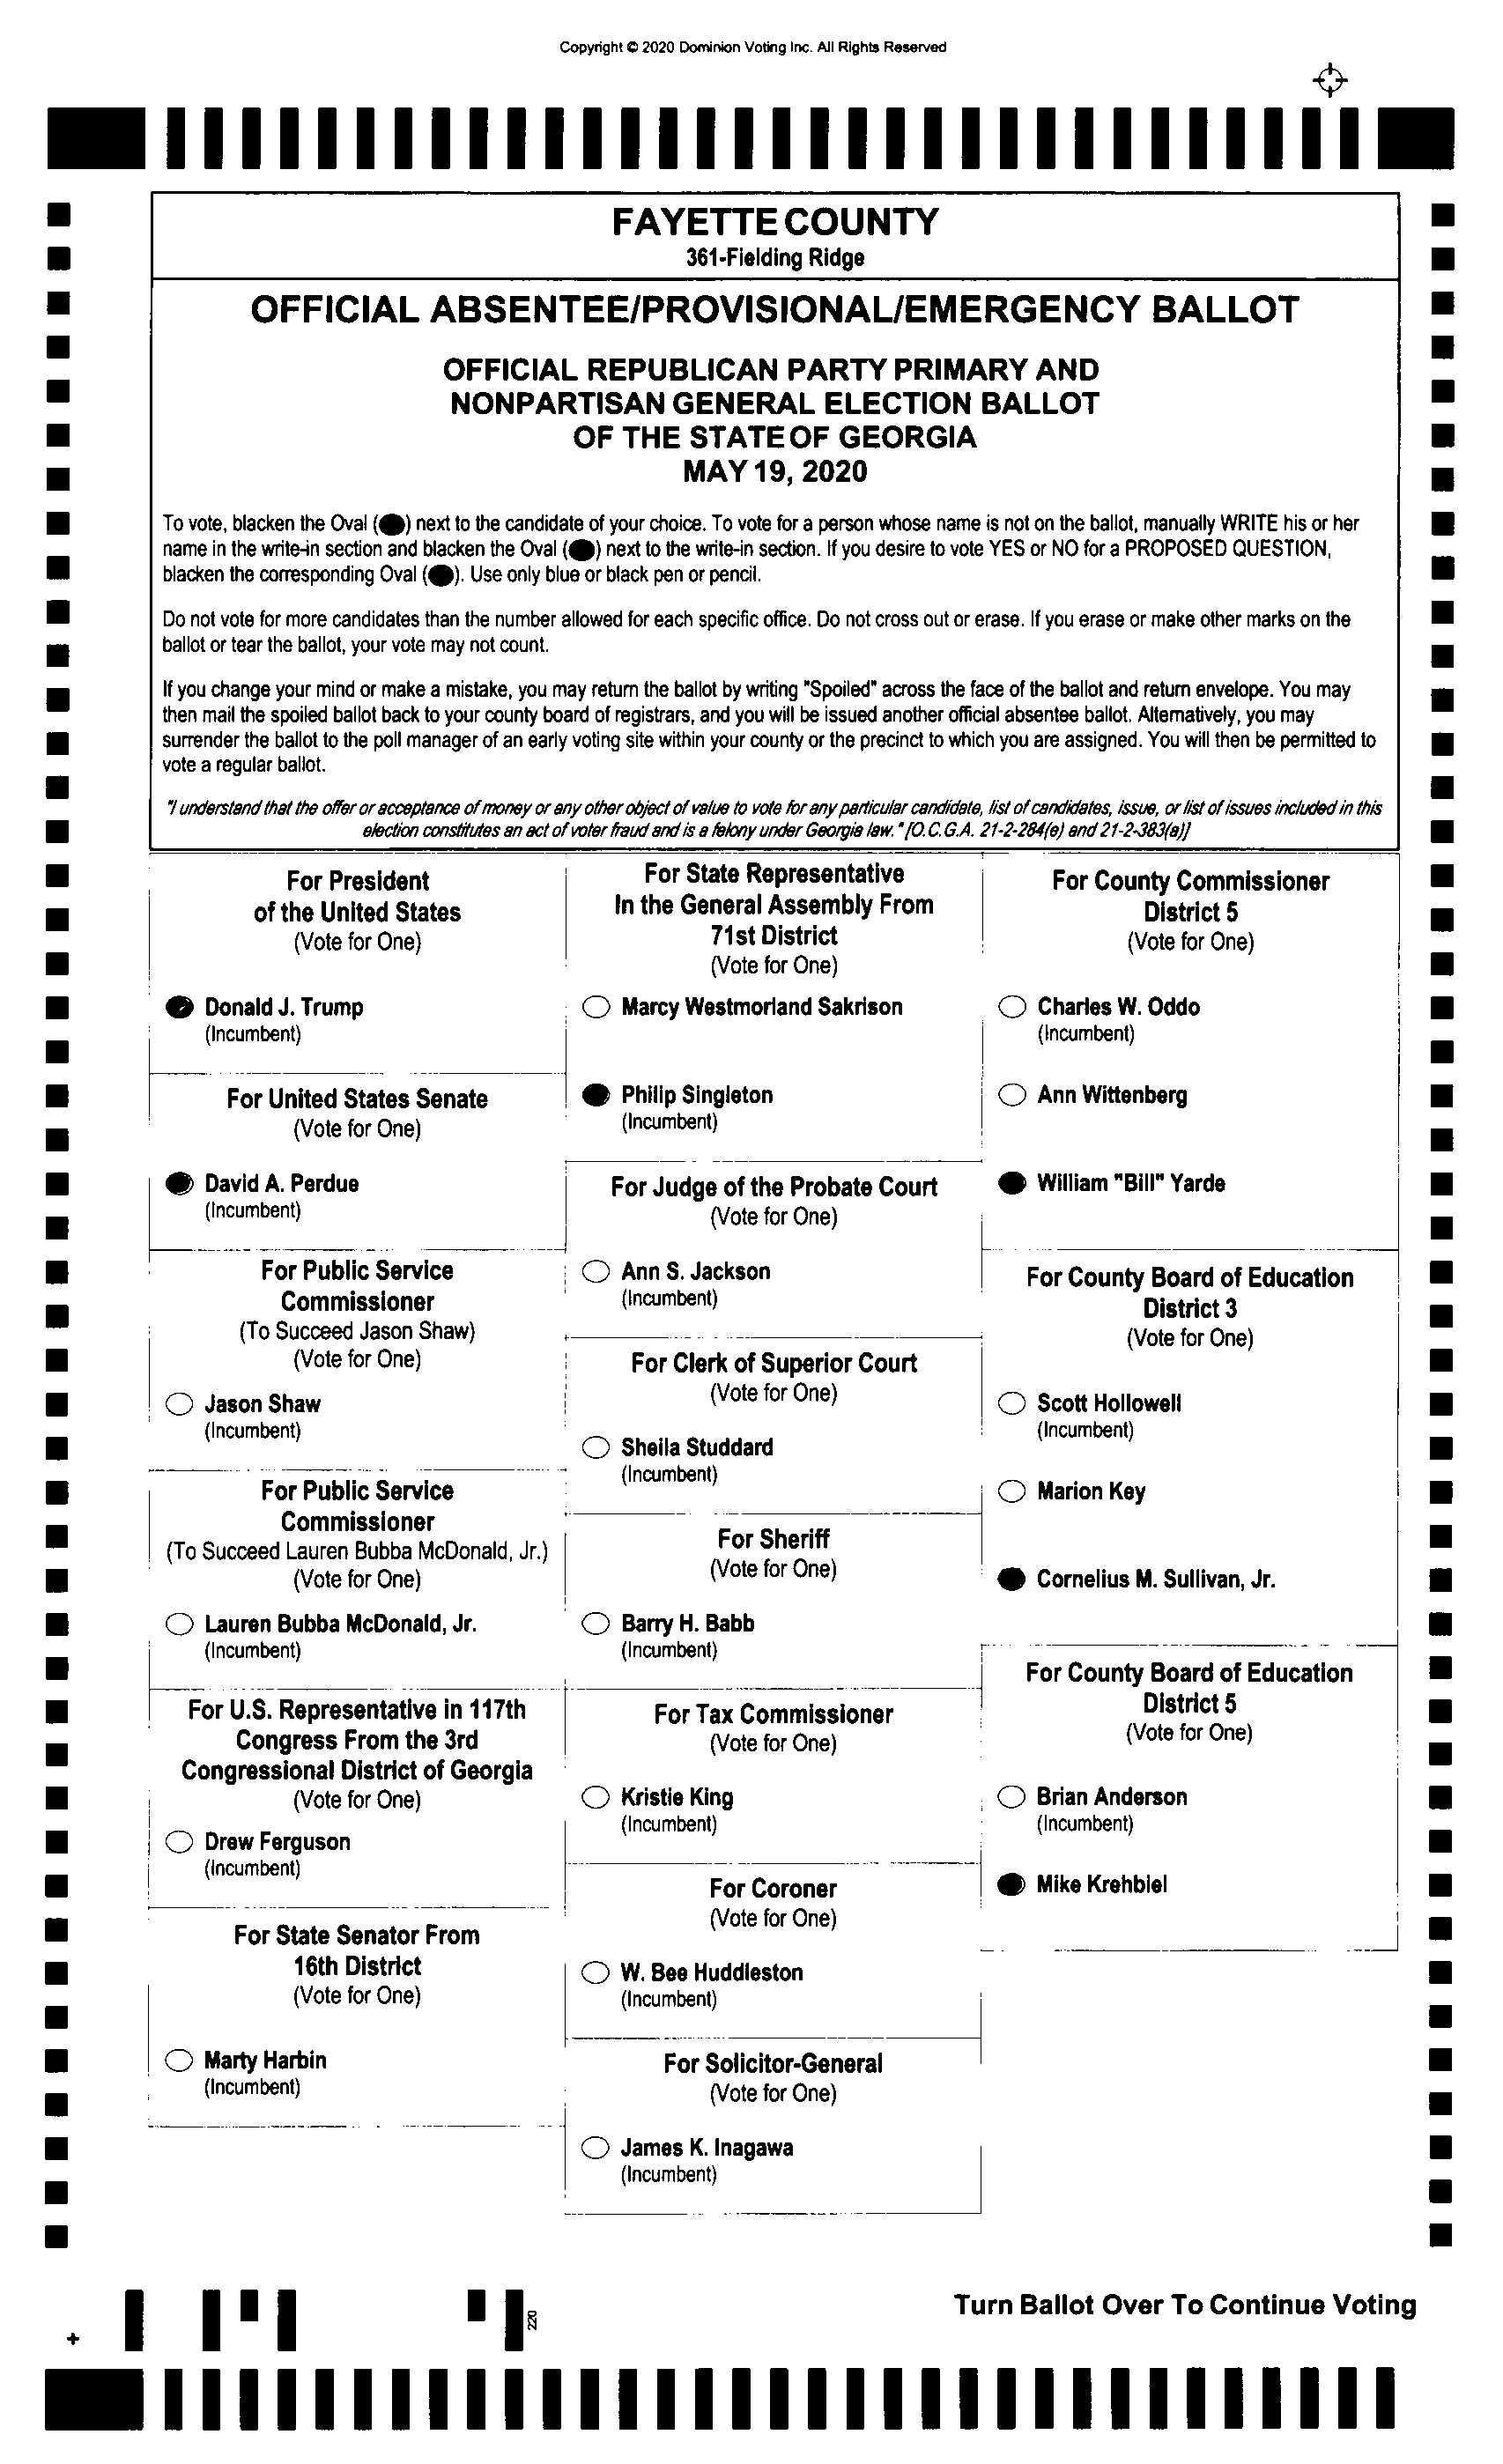 Copyright © 2020 Dominion Voting Inc. All Rights Reserved
FAYETTE COUNTY
361-Fielding Ridge
OFFICIAL ABSENTEE/PROVISIONAL/EMERGENCY BALLOT
OFFICIAL REPUBLICAN PARTY PRIMARY AND
NONPARTISAN GENERAL ELECTION BALLOT
OF THE STATE OF GEORGIA
MAY 19, 2020
To vote, blacken the Oval () next to the candidate of your choice. To vote for a person whose name is not on the ballot, manually WRITE his or her
name in the write-in section and blacken the Oval () next to the write-in section. If you desire to vote YES or NO for a PROPOSED QUESTION,
blacken the corresponding Oval (). Use only blue or black pen or pencil.
Do not vote for more candidates than the number allowed for each specific office. Do not cross out or erase. If you erase or make other marks on the
ballot or tear the ballot, your vote may not count.
If you change your mind or make a mistake, you may return the ballot by writing "Spoiled" across the face of the ballot and return envelope. You may
then mail the spoiled ballot back to your county board of registrars, and you will be issued another official absentee ballot. Alternatively, you may
surrender the ballot to the poll manager of an early voting site within your county or the precinct to which you are assigned. You will then be permitted to
vote a regular ballot.
"I understand that the offer or acceptance of money or any other object of value to vote for any particular candidate, list of candidates, issue, or list of issues included in this
election constitutes an act of voter fraud and is a felony under Georgia law." [O.C.G.A. 21-2-284(e) and 21-2-383(a)]
For President
of the United States
(Vote for One)
Donald J. Trump
(Incumbent)
For United States Senate
(Vote for One)
David A. Perdue
(Incumbent)
For Public Service
Commissioner
(To Succeed Jason Shaw)
(Vote for One)
Jason Shaw
(Incumbent)
For Public Service
Commissioner
(To Succeed Lauren Bubba McDonald, Jr.)
(Vote for One)
Lauren Bubba McDonald, Jr.
(Incumbent)
For U.S. Representative in 117th
Congress From the 3rd
Congressional District of Georgia
(Vote for One)
Drew Ferguson
(Incumbent)
For State Senator From
16th District
(Vote for One)
Marty Harbin
(Incumbent)
For State Representative
In the General Assembly From
71st District
(Vote for One)
Marcy Westmorland Sakrison
Philip Singleton
(Incumbent)
For Judge of the Probate Court
(Vote for One)
Ann S. Jackson
(Incumbent)
For Clerk of Superior Court
(Vote for One)
Sheila Studdard
(Incumbent)
For Sheriff
(Vote for One)
Barry H. Babb
(Incumbent)
For Tax Commissioner
(Vote for One)
Kristie King
(Incumbent)
For Coroner
(Vote for One)
W. Bee Huddleston
(Incumbent)
For Solicitor-General
(Vote for One)
James K. Inagawa
(Incumbent)
For County Commissioner
District 5
(Vote for One)
Charles W. Oddo
(Incumbent)
Ann Wittenberg
William "Bill" Yarde
For County Board of Education
District 3
(Vote for One)
Scott Hollowell
(Incumbent)
Marion Key
Cornelius M. Sullivan, Jr.
For County Board of Education
District 5
(Vote for One)
Brian Anderson
(Incumbent)
Mike Krehbiel
220
Turn Ballot Over To Continue Voting